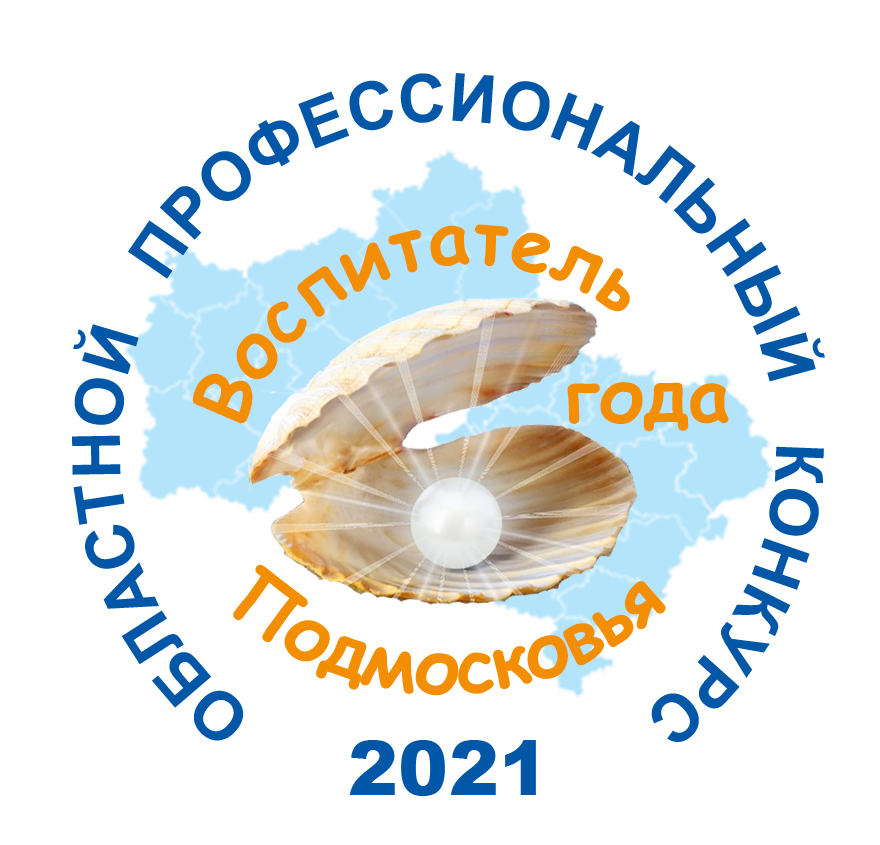 ОБЛАСТНОЙ ПРОФЕССИОНАЛЬНЫЙ КОНКУРС
Воспитатель
года
Подмосковья
2021